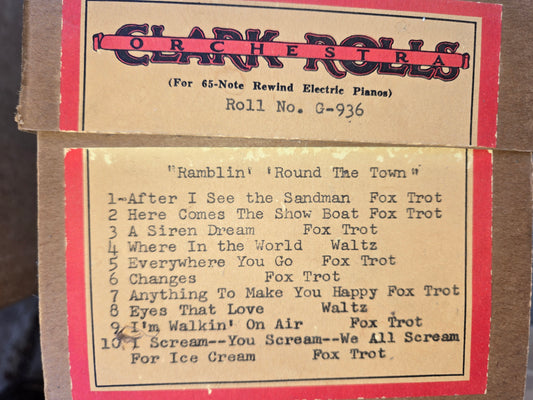 CLARK ROLLS
ORCHESTRA
(For 65-Note Rewind Electric Pianos)
Roll No. G-936
"Ramblin' 'Round The Town"
1-After I See the Sandman Fox Trot
2 Here Comes The Show Boat Fox Trot
3 A Siren Dream Fox Trot
4 Where In the World Waltz
5 Everywhere You Go Fox Trot
6 Changes Fox Trot
7 Anything To Make You Happy Fox Trot
8 Eyes That Love Waltz
9 I'm Walkin' On Air Fox Trot
10 I Scream--You Scream--We All Scream
For Ice Cream Fox Trot